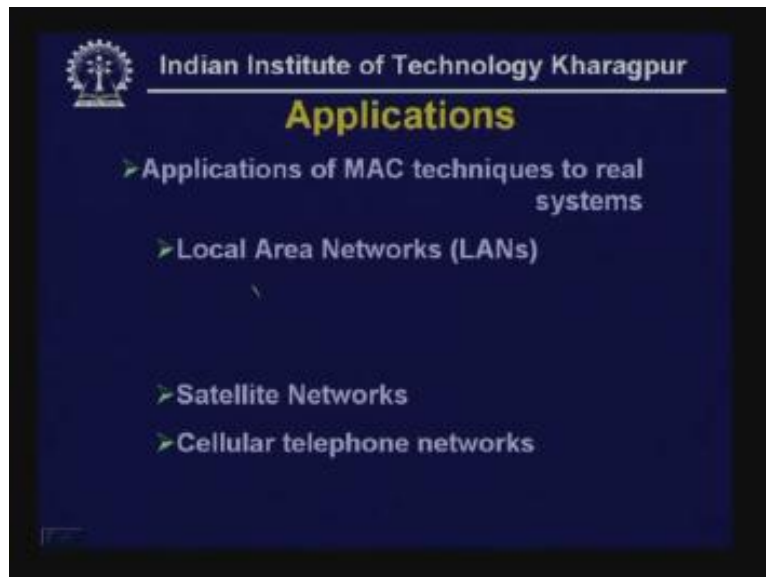 Indian Institute of Technology Kharagpur
Applications
➢Applications of MAC techniques to real
systems
➢Local Area Networks (LANs)
➢Satellite Networks
➢Cellular telephone networks